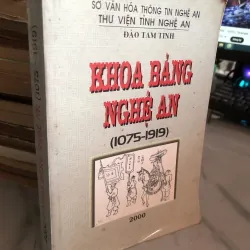 SỞ VĂN HÓA THÔNG TIN NGHỆ AN
THƯ VIỆN TỈNH NGHỆ AN
ĐÀO TAM TỈNH
KHOA BẢNG
NGHỆ AN
(1075-1919)
2000